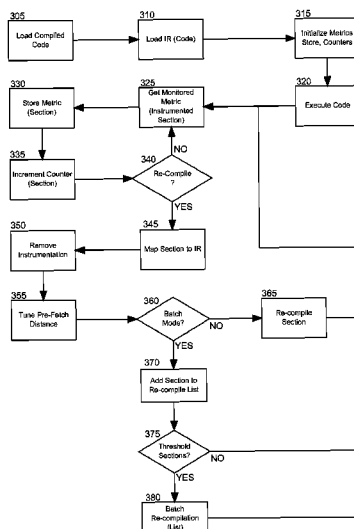 305
Load Compiled
Code
310
Load IR (Code)
315
Initialize Metrics
Store, Counters
330
Store Metric
(Section)
325
Get Monitored
Metric
(Instrumented
Section)
320
Execute Code
335
Increment Counter
(Section)
NO
340
Re-Compile
?
YES
350
Remove
Instrumentation
345
Map Section to IR
355
Tune Pre-Fetch
Distance
360
Batch
Mode?
NO
365
Re-compile
Section
YES
370
Add Section to
Re-compile List
375
Threshold
Sections?
NO
YES
380
Batch
Re-compilation
(List)